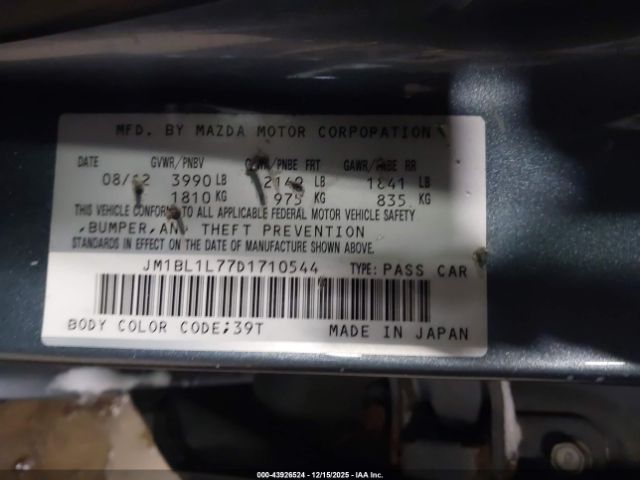 MFD. BY MAZDA MOTOR CORPOPATION
DATE GVWR/PNBV GAWR/PNBE FRT GAWR/PNBE RR
3990 LB 2149 LB 1841 LB
1810 KG 975 KG 835 KG
THIS VEHICLE CONFORMS TO ALL APPLICABLE FEDERAL MOTOR VEHICLE SAFETY
,BUMPER,AND THEFT PREVENTION
STANDARDS IN EFFECT ON THE DATE OF MANUFACTURE SHOWN ABOVE.
JM1BL1L77D1710544 TYPE: PASS CAR
BODY COLOR CODE;39T MADE IN JAPAN
000-43926524 - 12/15/2025 - IAA Inc.